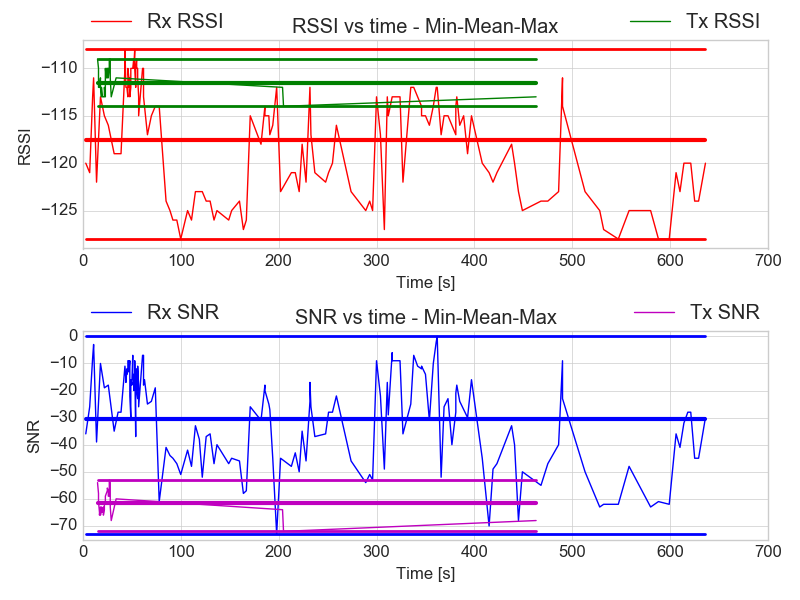 Rx RSSI
RSSI vs time - Min-Mean-Max
Tx RSSI
−110
−115
−120
−125
RSSI
0 100 200 300 400 500 600 700
Time [s]
Rx SNR
SNR vs time - Min-Mean-Max
Tx SNR
0
−10
−20
−30
−40
−50
−60
−70
SNR
0 100 200 300 400 500 600 700
Time [s]